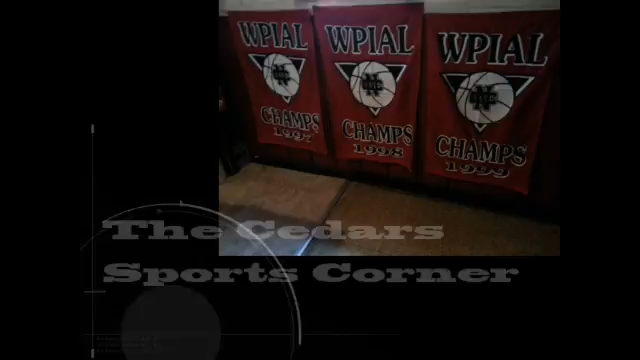 WPIAL
CHAMPS
1997
WPIAL
CHAMPS
1998
WPIAL
CHAMPS
1999
The Cedars
Sports Corner